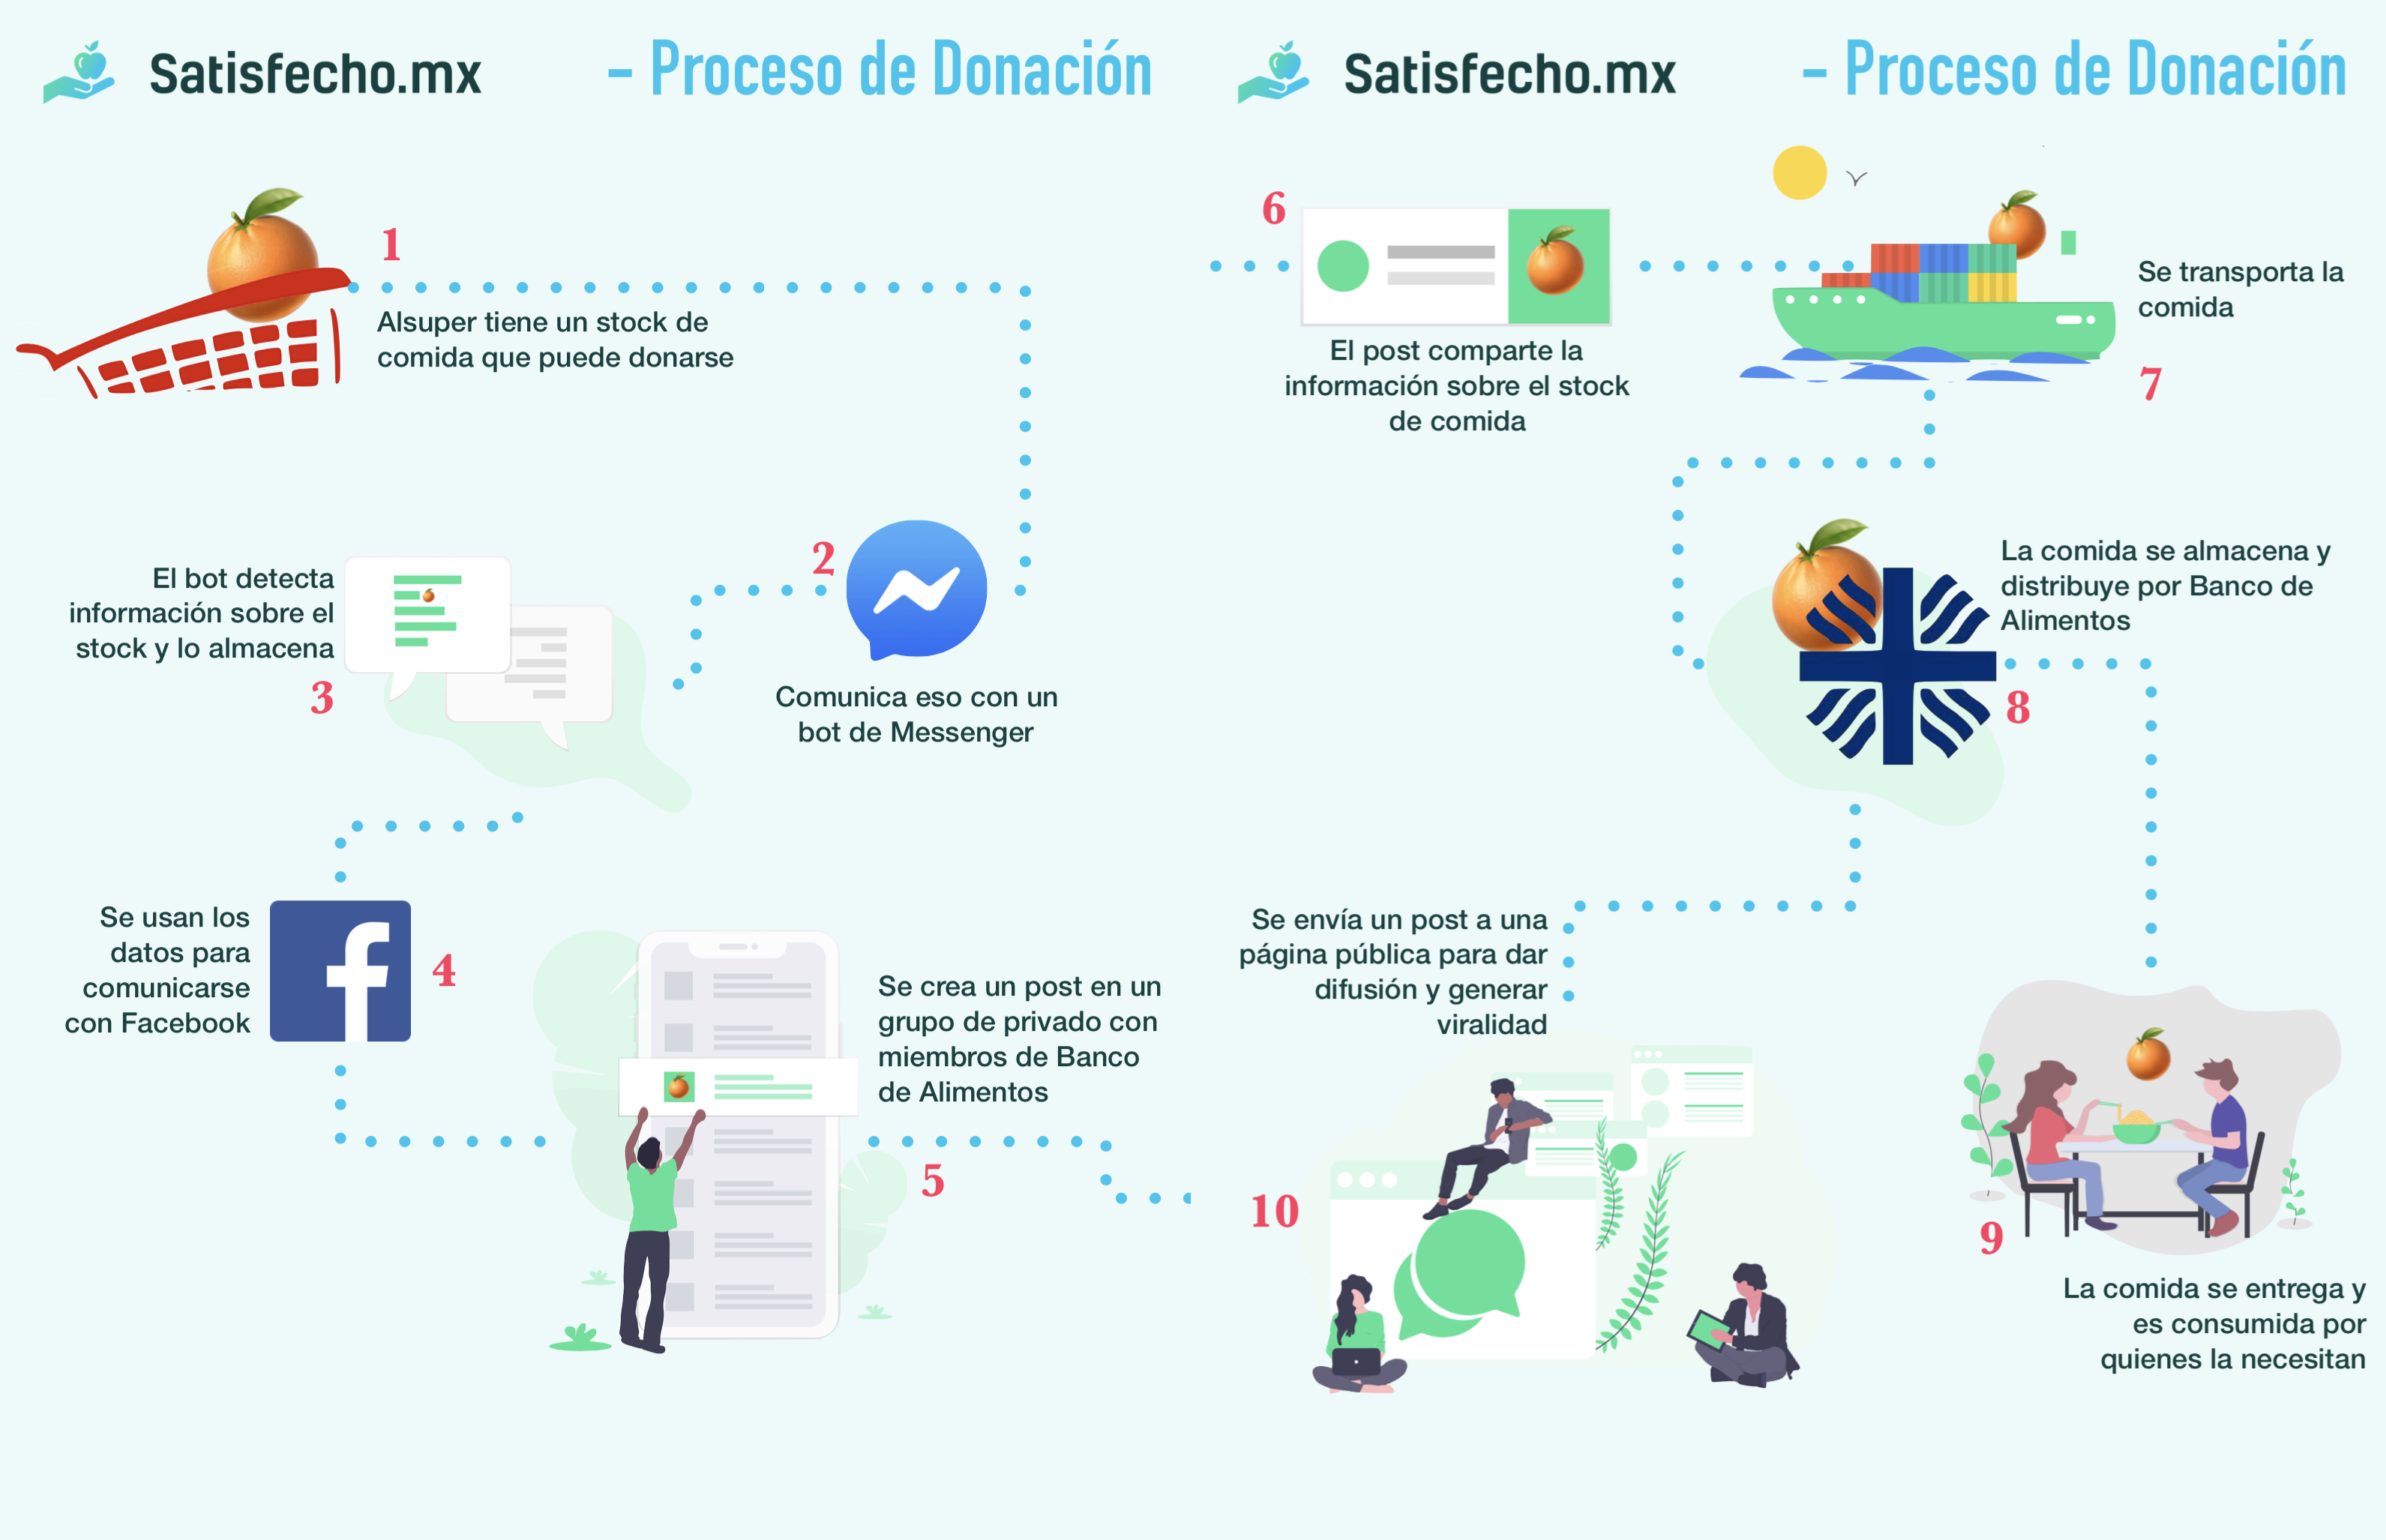 Satisfecho.mx
- Proceso de Donación
1
Alsuper tiene un stock de
comida que puede donarse
2
Comunica eso con un
bot de Messenger
El bot detecta
información sobre el
stock y lo almacena
3
Se usan los
datos para
comunicarse
con Facebook
4
Se crea un post en un
grupo de privado con
miembros de Banco
de Alimentos
5
Satisfecho.mx
- Proceso de Donación
6
El post comparte la
información sobre el stock
de comida
Se transporta la
comida
7
La comida se almacena y
distribuye por Banco de
Alimentos
8
9
La comida se entrega y
es consumida por
quienes la necesitan
Se envía un post a una
página pública para dar
difusión y generar
viralidad
10